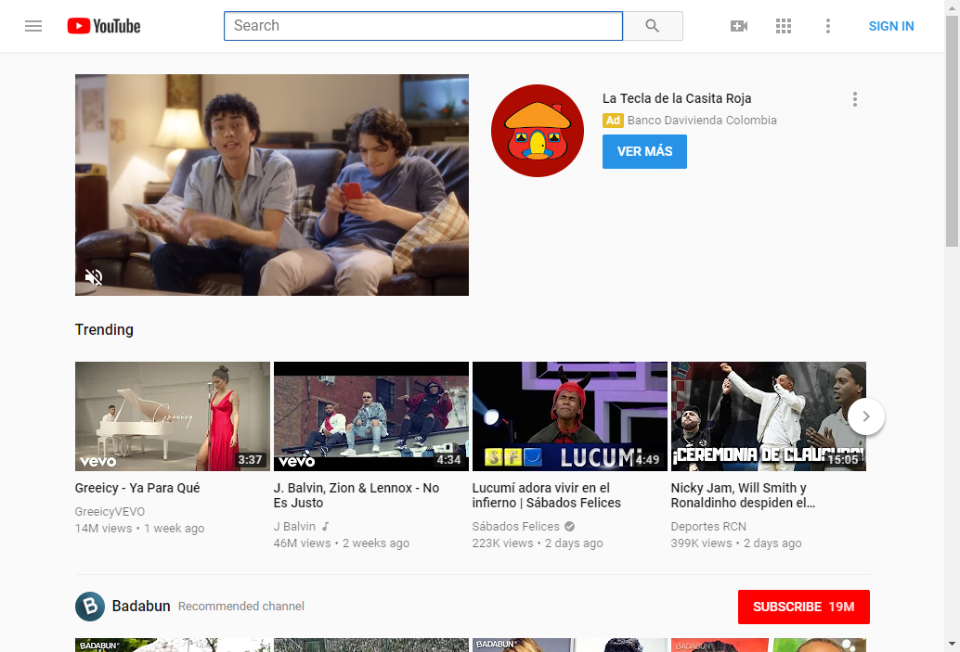 YouTube
Search
SIGN IN
La Tecla de la Casita Roja
Ad Banco Davivienda Colombia
VER MÁS
Trending
Greeicy
vevo
3:37
vevo
4:34
SFD LUCUMÍ
4:49
¡CEREMONIA DE CLAUSURA!
15:05
Greeicy - Ya Para Qué
GreeicyVEVO
14M views • 1 week ago
J. Balvin, Zion & Lennox - No
Es Justo
J Balvin
46M views • 2 weeks ago
Lucumí adora vivir en el
infierno | Sábados Felices
Sábados Felices
223K views • 2 days ago
Nicky Jam, Will Smith y
Ronaldinho despiden el...
Deportes RCN
399K views • 2 days ago
B
Badabun Recommended channel
SUBSCRIBE 19M
BADABUN
BADABUN
BADABUN